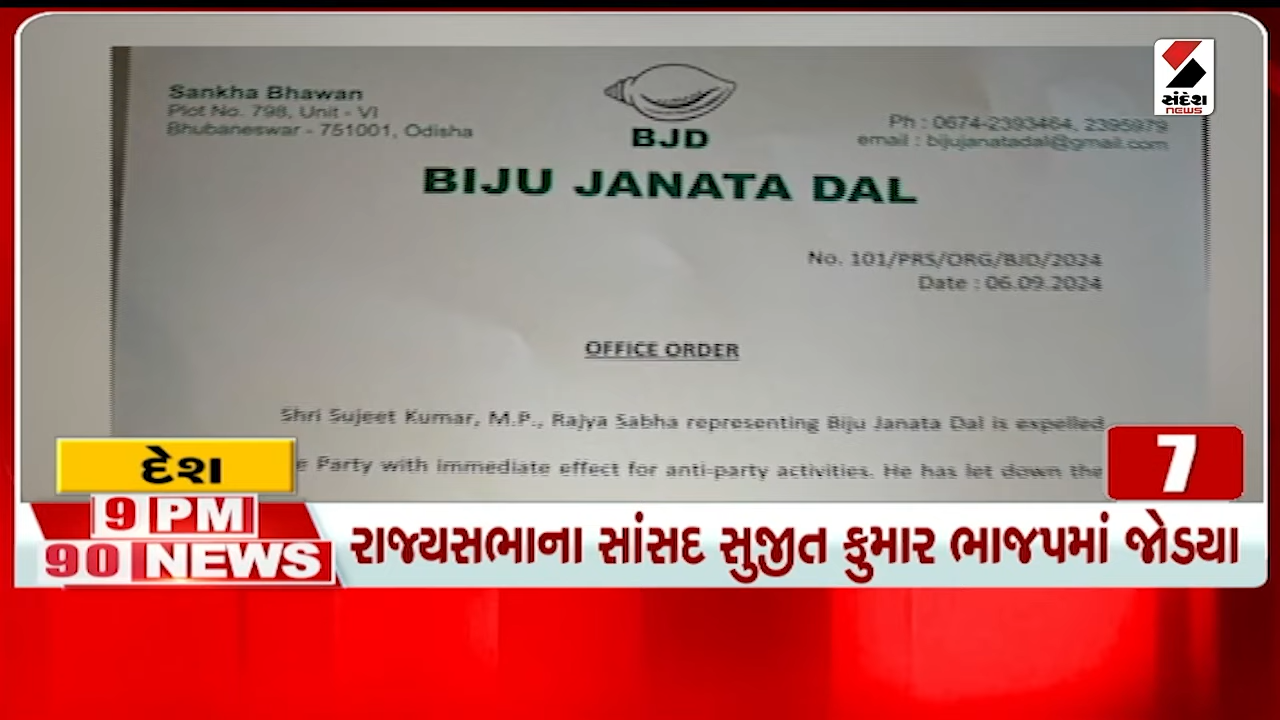 સંદેશ
NEWS
Sankha Bhawan
Plot No. 798, Unit - VI
Bhubaneswar - 751001, Odisha
BJD
Ph : 0674-2393464, 2395979
email : bijujanatadal@gmail.com
BIJU JANATA DAL
No. 101/PRS/ORG/BJD/2024
Date : 06.09.2024
OFFICE ORDER
Shri Sujeet Kumar, M.P., Rajya Sabha representing Biju Janata Dal is expelled
Party with immediate effect for anti-party activities. He has let down the
7
દેશ
9 PM
90 NEWS
રાજ્યસભાના સાંસદ સુજીત કુમાર ભાજપમાં જોડયા